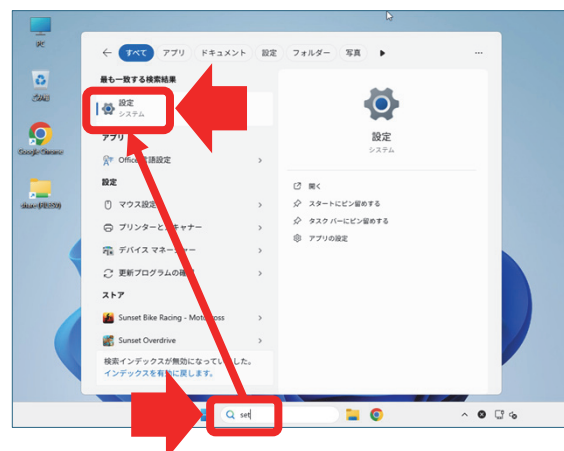 PC
ごみ箱
Google Chrome
すべて アプリ ドキュメント 設定 フォルダー 写真
最も一致する検索結果
設定
システム
アプリ
Office 言語設定
設定
マウス設定
プリンターとスキャナー
デバイス マネージャー
更新プログラムの確認
ストア
Sunset Bike Racing - Motocross
Sunset Overdrive
検索インデックスが無効になっていました。
インデックスを有効に戻します。
設定
システム
開く
スタートにピン留めする
タスク バーにピン留めする
アプリの設定
set